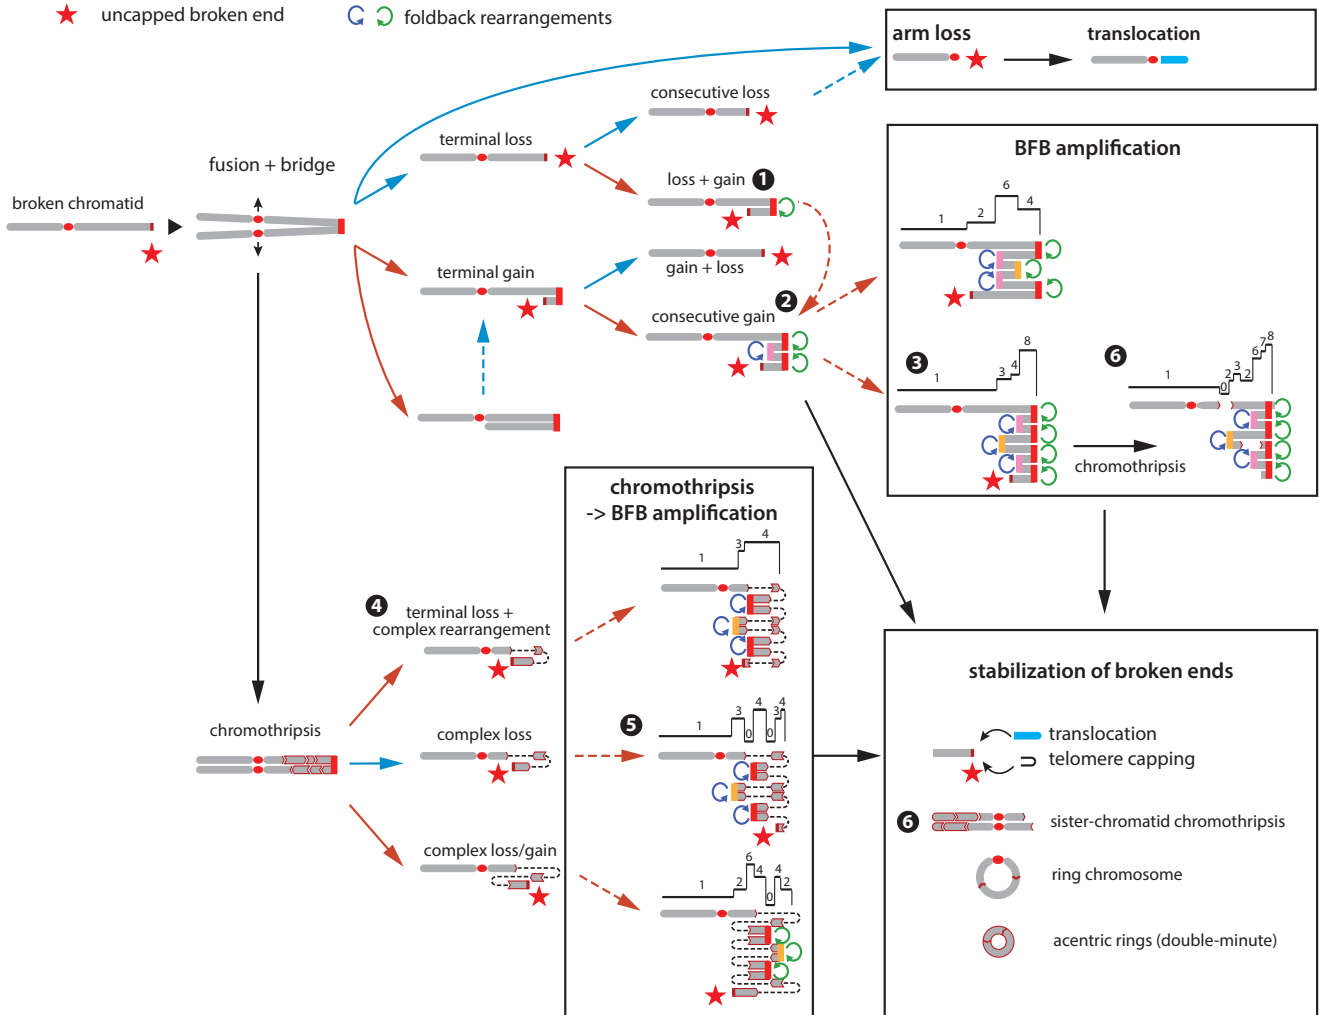 uncapped broken end
foldback rearrangements
arm loss
translocation
consecutive loss
terminal loss
fusion + bridge
broken chromatid
loss + gain 1
BFB amplification
1 2 6 4
terminal gain
gain + loss
2
consecutive gain
3
1 3 4 8
6
1 0 2 3 2 6 7 8
chromothripsis
chromothripsis
-> BFB amplification
1 3 4
4
terminal loss +
complex rearrangement
stabilization of broken ends
chromothripsis
complex loss
5
1 3 0 4 0 3 4
translocation
telomere capping
6
sister-chromatid chromothripsis
complex loss/gain
1 2 6 4 0 4 2
ring chromosome
acentric rings (double-minute)